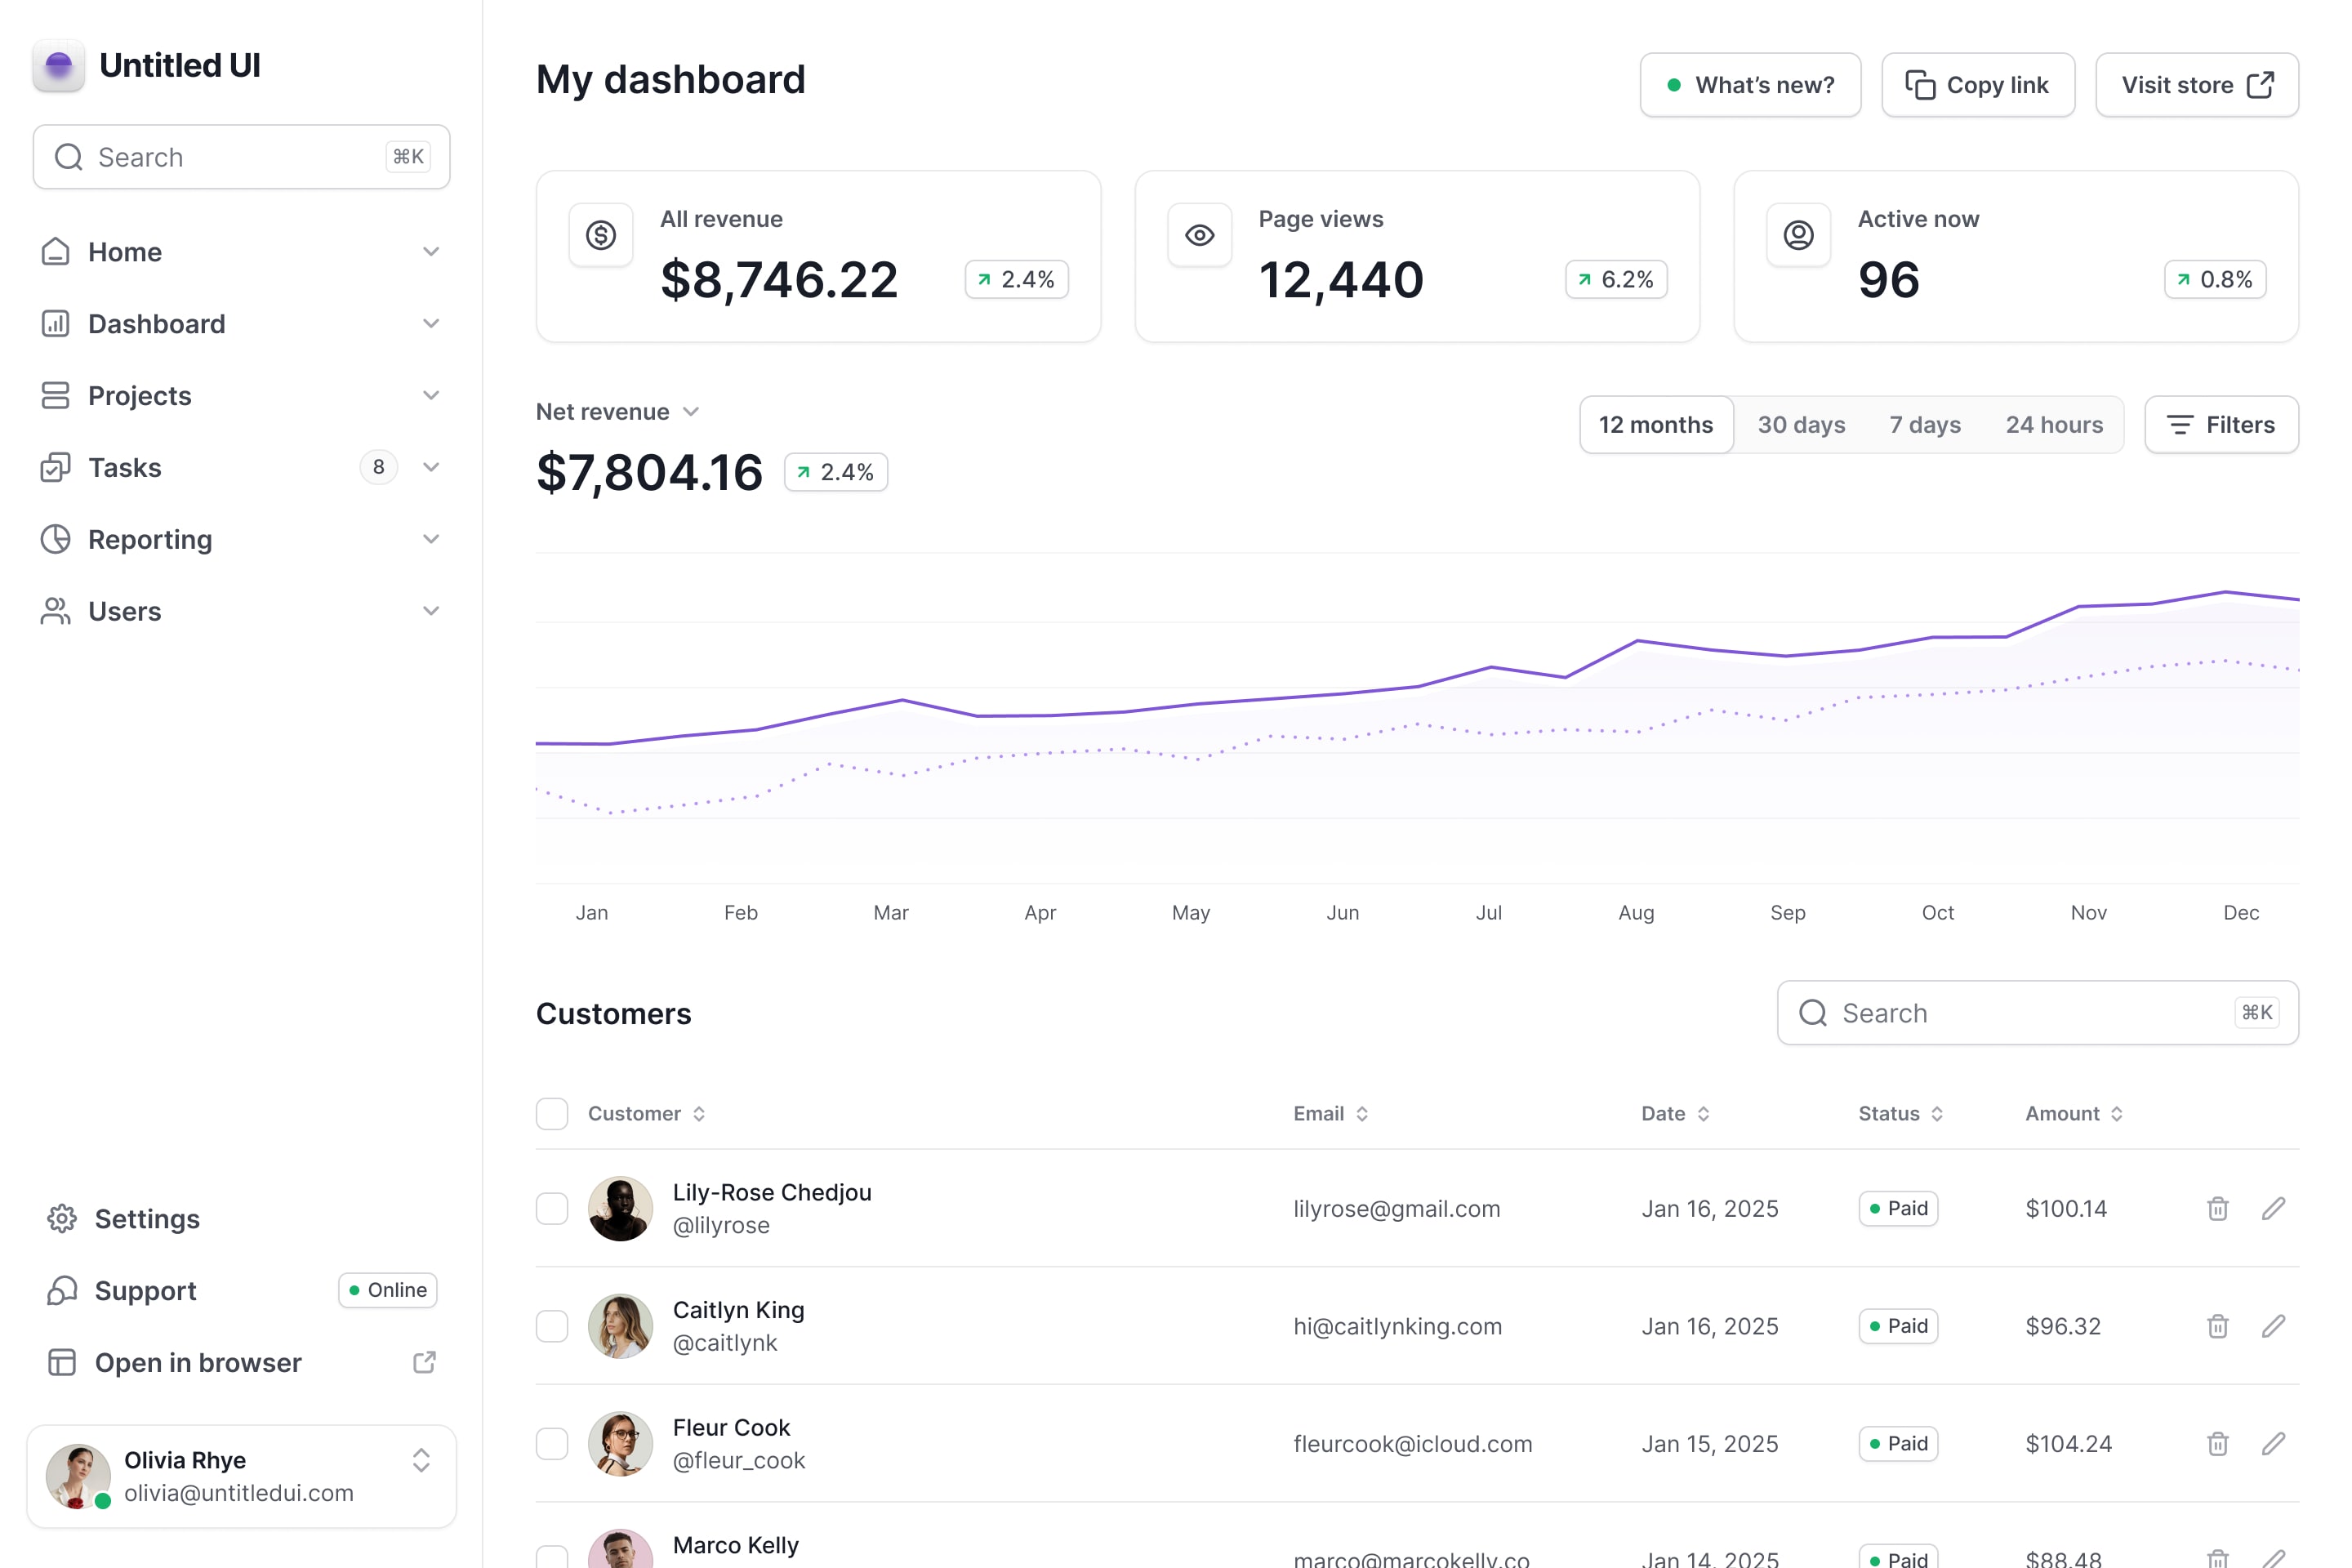 Untitled UI
Search ⌘K
Home
Dashboard
Projects
Tasks 8
Reporting
Users
Settings
Support Online
Open in browser
Olivia Rhye
olivia@untitledui.com
My dashboard
What’s new? Copy link Visit store
All revenue
$8,746.22 2.4%
Page views
12,440 6.2%
Active now
96 0.8%
Net revenue
$7,804.16 2.4%
12 months 30 days 7 days 24 hours Filters
Jan Feb Mar Apr May Jun Jul Aug Sep Oct Nov Dec
Customers
Search ⌘K
Customer Email Date Status Amount
Lily-Rose Chedjou
@lilyrose
lilyrose@gmail.com Jan 16, 2025 Paid $100.14
Caitlyn King
@caitlynk
hi@caitlynking.com Jan 16, 2025 Paid $96.32
Fleur Cook
@fleur_cook
fleurcook@icloud.com Jan 15, 2025 Paid $104.24
Marco Kelly
marco@marcokelly.co Jan 14, 2025 Paid $88.48